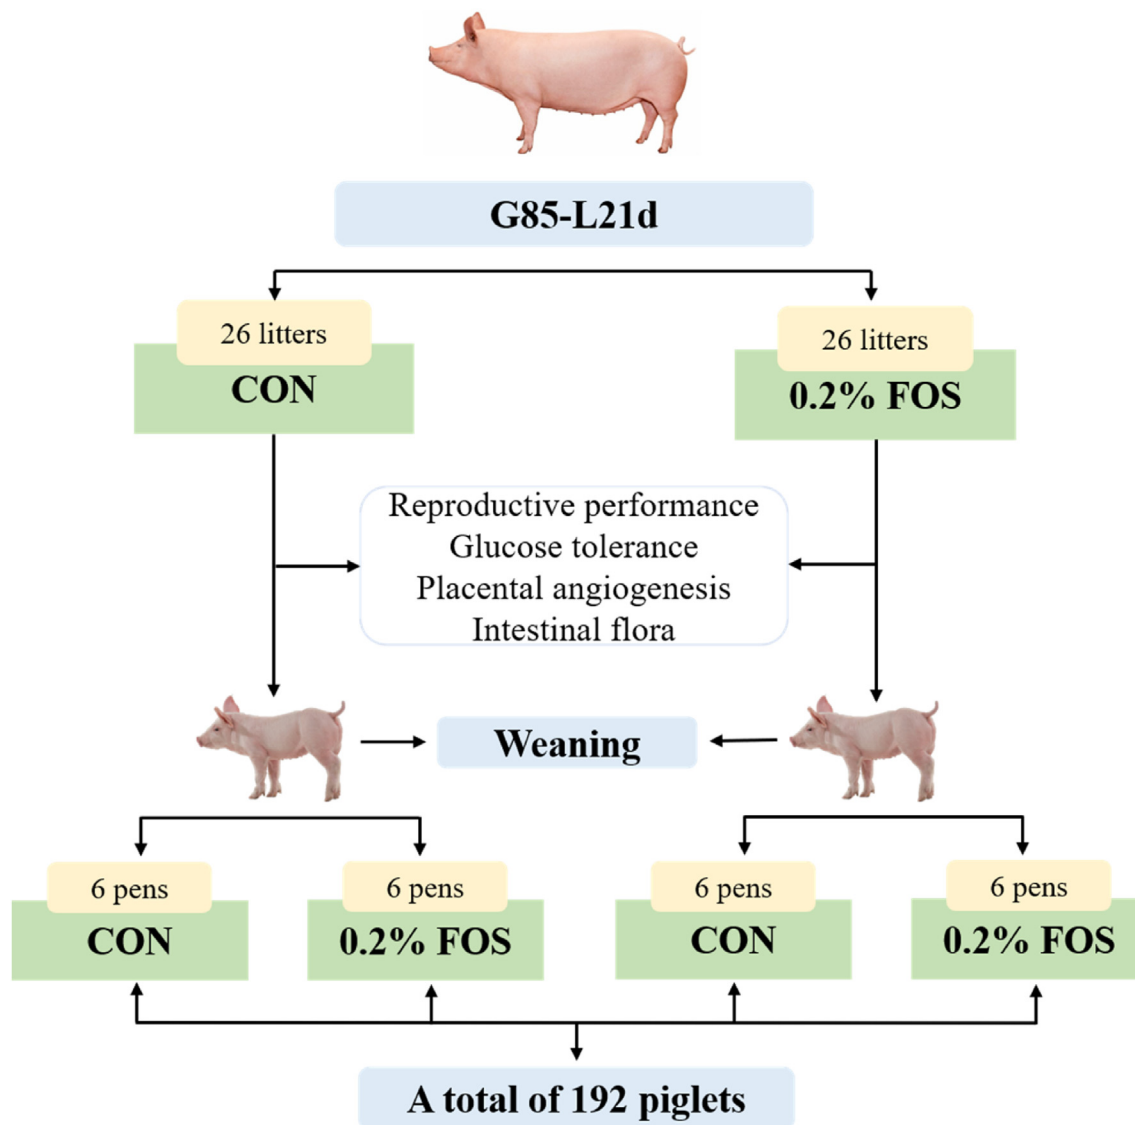 G85-L21d
26 litters
26 litters
CON
0.2% FOS
Reproductive performance
Glucose tolerance
Placental angiogenesis
Intestinal flora
Weaning
6 pens
6 pens
6 pens
6 pens
CON
0.2% FOS
CON
0.2% FOS
A total of 192 piglets